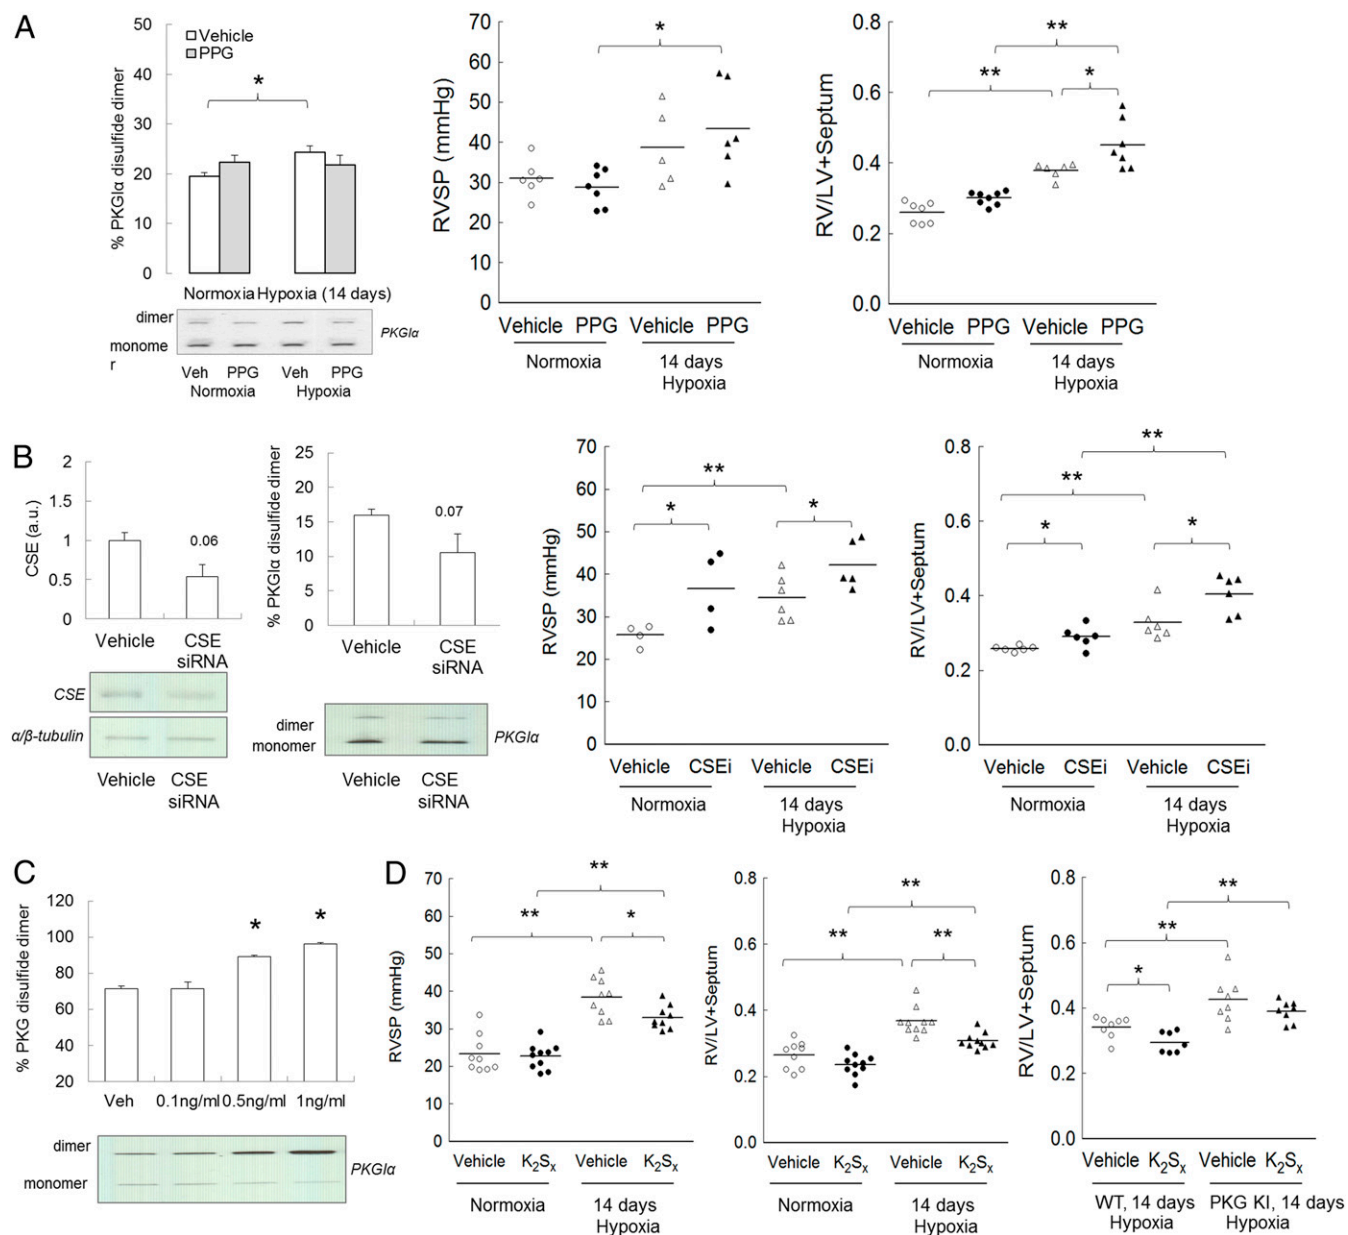 A
% PKGIα disulfide dimer
50
40
30
20
10
0
Vehicle
PPG
*
Normoxia Hypoxia (14 days)
dimer
monome
r
PKGIα
Veh PPG Veh PPG
Normoxia Hypoxia
RVSP (mmHg)
70
60
50
40
30
20
10
0
*
Vehicle PPG Vehicle PPG
Normoxia 14 days
Hypoxia
RV/LV+Septum
0.8
0.6
0.4
0.2
0.0
**
** *
Vehicle PPG Vehicle PPG
Normoxia 14 days
Hypoxia
B
CSE (a.u.)
2
1.5
1
0.5
0
0.06
Vehicle CSE
siRNA
CSE
α/β-tubulin
Vehicle CSE
siRNA
% PKGIα disulfide dimer
25
20
15
10
5
0
0.07
Vehicle CSE
siRNA
dimer
monomer
PKGIα
Vehicle CSE
siRNA
RVSP (mmHg)
70
60
50
40
30
20
10
0
**
* *
Vehicle CSEi Vehicle CSEi
Normoxia 14 days
Hypoxia
RV/LV+Septum
0.8
0.6
0.4
0.2
0.0
**
**
* *
Vehicle CSEi Vehicle CSEi
Normoxia 14 days
Hypoxia
C
% PKG disulfide dimer
120
100
80
60
40
20
* *
Veh 0.1ng/ml 0.5ng/ml 1ng/ml
dimer
monomer
PKGIα
D
RVSP (mmHg)
70
60
50
40
30
20
10
0
**
** *
Vehicle K₂Sₓ Vehicle K₂Sₓ
Normoxia 14 days
Hypoxia
RV/LV+Septum
0.8
0.6
0.4
0.2
0.0
**
** **
Vehicle K₂Sₓ Vehicle K₂Sₓ
Normoxia 14 days
Hypoxia
RV/LV+Septum
0.8
0.6
0.4
0.2
0.0
**
**
*
Vehicle K₂Sₓ Vehicle K₂Sₓ
WT, 14 days PKG KI, 14 days
Hypoxia Hypoxia